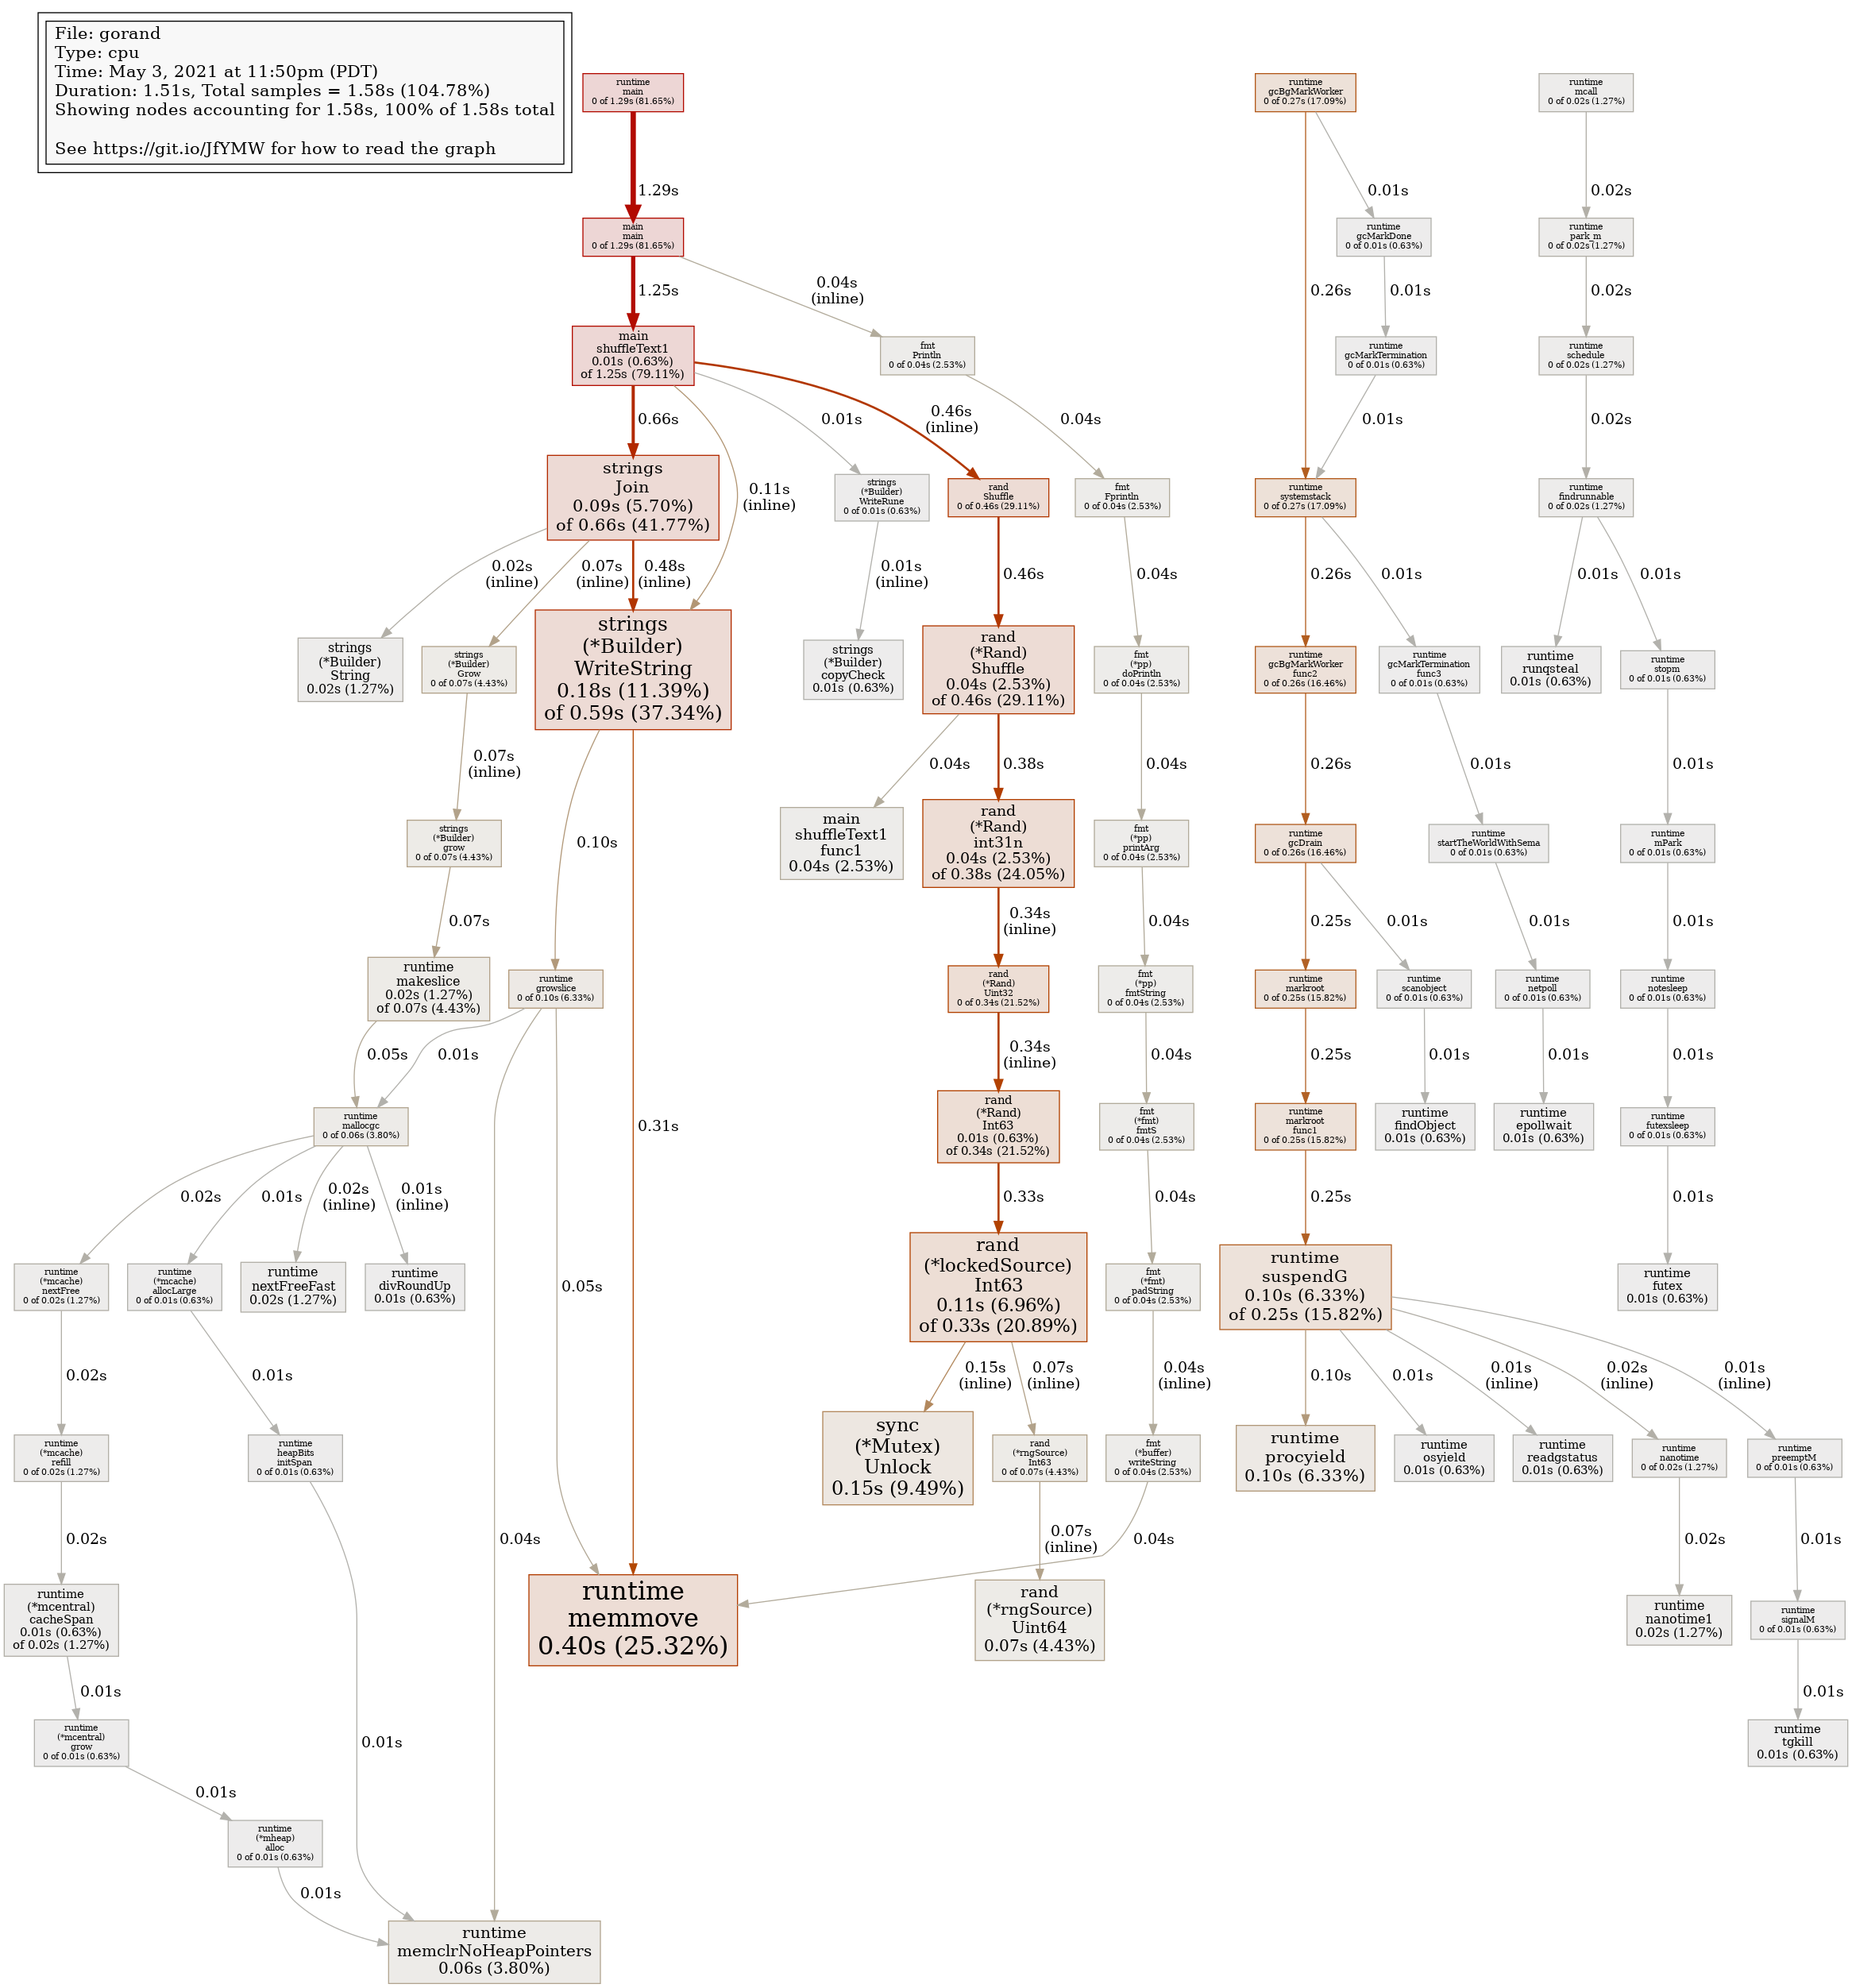 File: gorand
Type: cpu
Time: May 3, 2021 at 11:50pm (PDT)
Duration: 1.51s, Total samples = 1.58s (104.78%)
Showing nodes accounting for 1.58s, 100% of 1.58s total
See https://git.io/JfYMW for how to read the graph
runtime
main
0 of 1.29s (81.65%)
runtime
gcBgMarkWorker
0 of 0.27s (17.09%)
runtime
mcall
0 of 0.02s (1.27%)
1.29s
0.01s
0.02s
main
main
0 of 1.29s (81.65%)
runtime
gcMarkDone
0 of 0.01s (0.63%)
runtime
park_m
0 of 0.02s (1.27%)
1.25s
0.04s
(inline)
0.26s
0.01s
0.02s
main
shuffleText1
0.01s (0.63%)
of 1.25s (79.11%)
fmt
Println
0 of 0.04s (2.53%)
runtime
gcMarkTermination
0 of 0.01s (0.63%)
runtime
schedule
0 of 0.02s (1.27%)
0.66s
0.11s
(inline)
0.01s
0.46s
(inline)
0.04s
0.01s
0.02s
strings
Join
0.09s (5.70%)
of 0.66s (41.77%)
strings
(*Builder)
WriteRune
0 of 0.01s (0.63%)
rand
Shuffle
0 of 0.46s (29.11%)
fmt
Fprintln
0 of 0.04s (2.53%)
runtime
systemstack
0 of 0.27s (17.09%)
runtime
findrunnable
0 of 0.02s (1.27%)
0.02s
(inline)
0.07s
(inline)
0.48s
(inline)
0.01s
(inline)
0.46s
0.04s
0.26s
0.01s
0.01s
0.01s
strings
(*Builder)
String
0.02s (1.27%)
strings
(*Builder)
Grow
0 of 0.07s (4.43%)
strings
(*Builder)
WriteString
0.18s (11.39%)
of 0.59s (37.34%)
strings
(*Builder)
copyCheck
0.01s (0.63%)
rand
(*Rand)
Shuffle
0.04s (2.53%)
of 0.46s (29.11%)
fmt
(*pp)
doPrintln
0 of 0.04s (2.53%)
runtime
gcBgMarkWorker
func2
0 of 0.26s (16.46%)
runtime
gcMarkTermination
func3
0 of 0.01s (0.63%)
runtime
runqsteal
0.01s (0.63%)
runtime
stopm
0 of 0.01s (0.63%)
0.07s
(inline)
0.10s
0.04s
0.38s
0.04s
0.26s
0.01s
0.01s
strings
(*Builder)
grow
0 of 0.07s (4.43%)
main
shuffleText1
func1
0.04s (2.53%)
rand
(*Rand)
int31n
0.04s (2.53%)
of 0.38s (24.05%)
fmt
(*pp)
printArg
0 of 0.04s (2.53%)
runtime
gcDrain
0 of 0.26s (16.46%)
runtime
startTheWorldWithSema
0 of 0.01s (0.63%)
runtime
mPark
0 of 0.01s (0.63%)
0.07s
0.34s
(inline)
0.04s
0.25s
0.01s
0.01s
0.01s
runtime
makeslice
0.02s (1.27%)
of 0.07s (4.43%)
runtime
growslice
0 of 0.10s (6.33%)
rand
(*Rand)
Uint32
0 of 0.34s (21.52%)
fmt
(*pp)
fmtString
0 of 0.04s (2.53%)
runtime
markroot
0 of 0.25s (15.82%)
runtime
scanobject
0 of 0.01s (0.63%)
runtime
netpoll
0 of 0.01s (0.63%)
runtime
notesleep
0 of 0.01s (0.63%)
0.05s
0.01s
0.31s
0.34s
(inline)
0.04s
0.25s
0.01s
0.01s
0.01s
runtime
mallocgc
0 of 0.06s (3.80%)
rand
(*Rand)
Int63
0.01s (0.63%)
of 0.34s (21.52%)
fmt
(*fmt)
fmtS
0 of 0.04s (2.53%)
runtime
markroot
func1
0 of 0.25s (15.82%)
runtime
findObject
0.01s (0.63%)
runtime
epollwait
0.01s (0.63%)
runtime
futexsleep
0 of 0.01s (0.63%)
0.02s
0.01s
0.02s
(inline)
0.01s
(inline)
0.33s
0.04s
0.25s
0.01s
runtime
(*mcache)
nextFree
0 of 0.02s (1.27%)
runtime
(*mcache)
allocLarge
0 of 0.01s (0.63%)
runtime
nextFreeFast
0.02s (1.27%)
runtime
divRoundUp
0.01s (0.63%)
0.05s
rand
(*lockedSource)
Int63
0.11s (6.96%)
of 0.33s (20.89%)
fmt
(*fmt)
padString
0 of 0.04s (2.53%)
runtime
suspendG
0.10s (6.33%)
of 0.25s (15.82%)
runtime
futex
0.01s (0.63%)
0.02s
0.01s
0.15s
(inline)
0.07s
(inline)
0.04s
(inline)
0.10s
0.01s
0.01s
(inline)
0.02s
(inline)
0.01s
(inline)
runtime
(*mcache)
refill
0 of 0.02s (1.27%)
runtime
heapBits
initSpan
0 of 0.01s (0.63%)
sync
(*Mutex)
Unlock
0.15s (9.49%)
rand
(*rngSource)
Int63
0 of 0.07s (4.43%)
fmt
(*buffer)
writeString
0 of 0.04s (2.53%)
runtime
procyield
0.10s (6.33%)
runtime
osyield
0.01s (0.63%)
runtime
readgstatus
0.01s (0.63%)
runtime
nanotime
0 of 0.02s (1.27%)
runtime
preemptM
0 of 0.01s (0.63%)
0.02s
0.04s
0.07s
(inline)
0.04s
0.02s
0.01s
runtime
(*mcentral)
cacheSpan
0.01s (0.63%)
of 0.02s (1.27%)
runtime
memmove
0.40s (25.32%)
rand
(*rngSource)
Uint64
0.07s (4.43%)
runtime
nanotime1
0.02s (1.27%)
runtime
signalM
0 of 0.01s (0.63%)
0.01s
0.01s
runtime
(*mcentral)
grow
0 of 0.01s (0.63%)
0.01s
runtime
tgkill
0.01s (0.63%)
0.01s
runtime
(*mheap)
alloc
0 of 0.01s (0.63%)
0.01s
runtime
memclrNoHeapPointers
0.06s (3.80%)